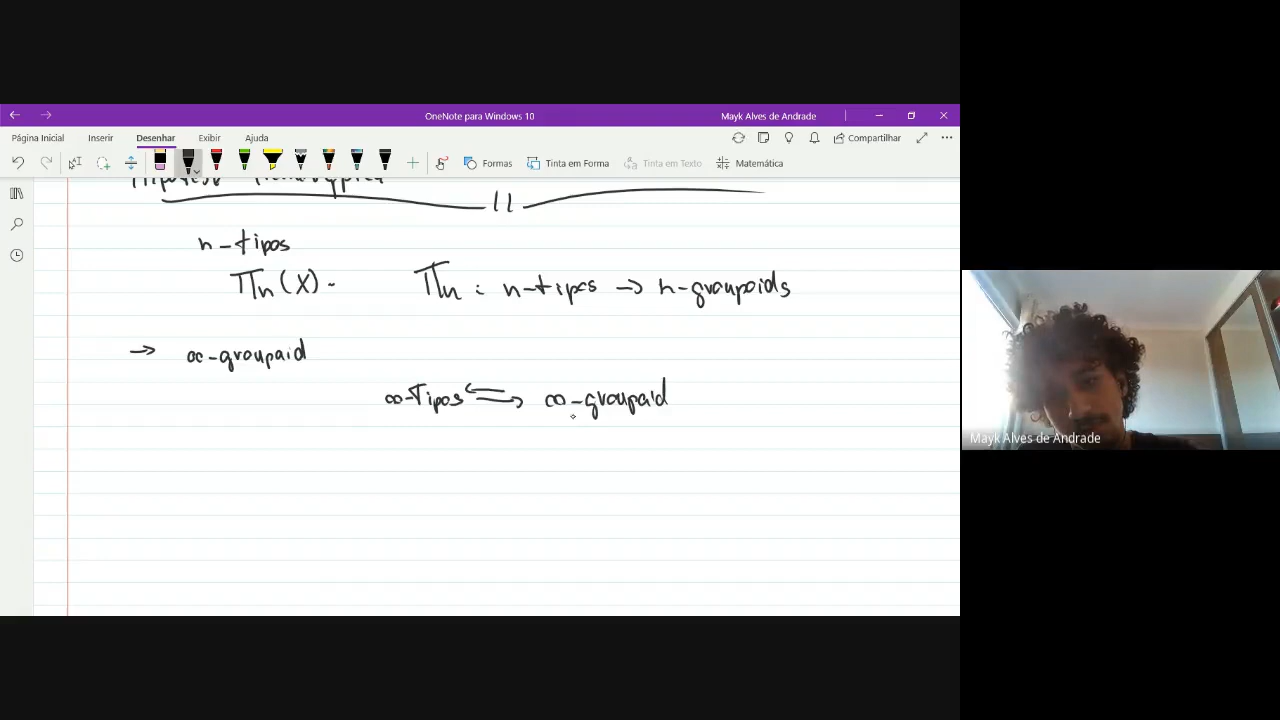 OneNote para Windows 10
Mayk Alves de Andrade
Página Inicial Inserir Desenhar Exibir Ajuda
Compartilhar
Formas Tinta em Forma Tinta em Texto Matemática
n-tipos
Πn(X). Πn : n-tipos → n-groupoids
→ ∞-groupoid
∞-Tipos ⇌ ∞-groupoid
Mayk Alves de Andrade